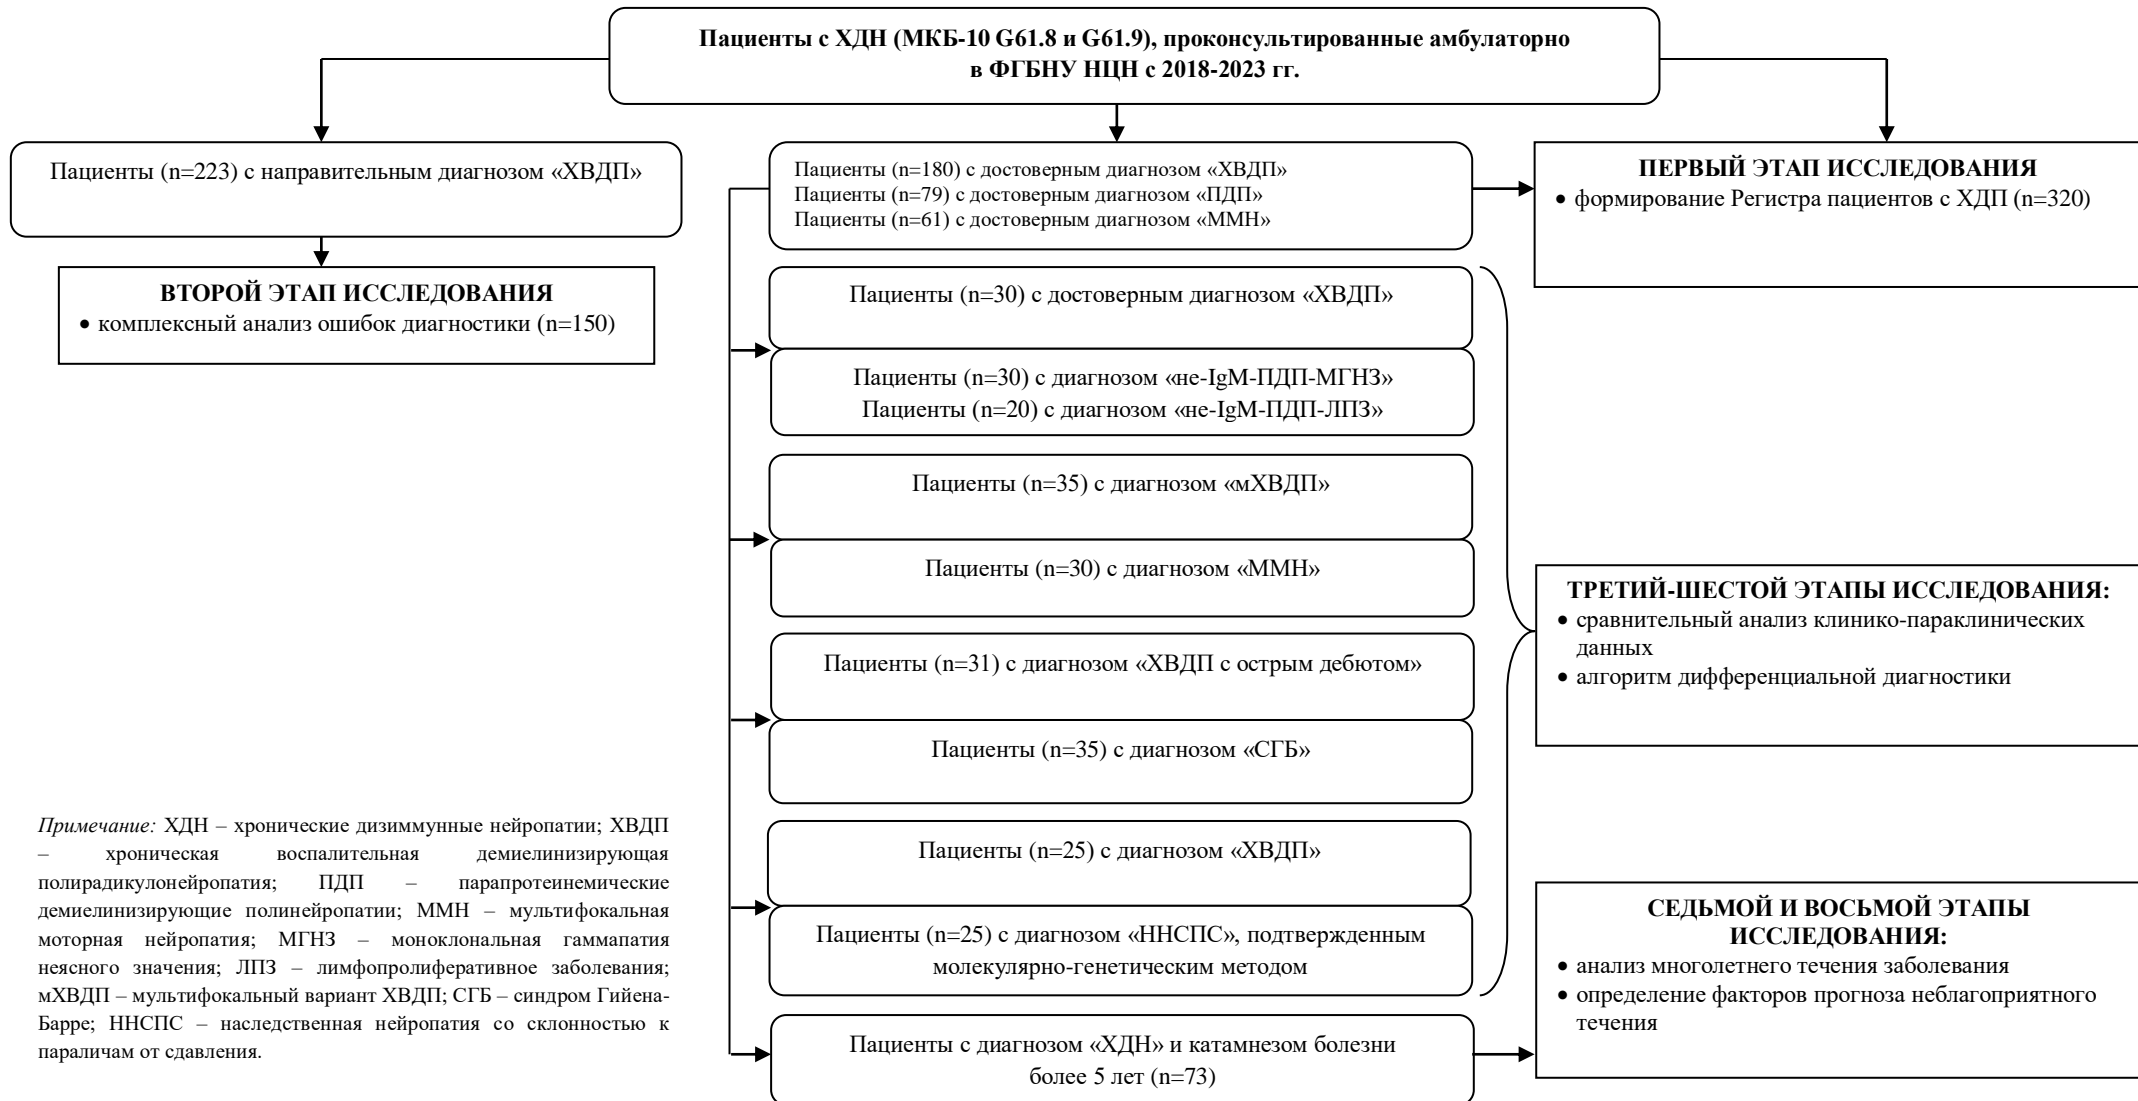 Пациенты с ХДН (МКБ-10 G61.8 и G61.9), проконсультированные амбулаторно
в ФГБНУ НЦН с 2018-2023 гг.
Пациенты (n=223) с направительным диагнозом «ХВДП»
ВТОРОЙ ЭТАП ИССЛЕДОВАНИЯ
• комплексный анализ ошибок диагностики (n=150)
Пациенты (n=180) с достоверным диагнозом «ХВДП»
Пациенты (n=79) с достоверным диагнозом «ПДП»
Пациенты (n=61) с достоверным диагнозом «ММН»
ПЕРВЫЙ ЭТАП ИССЛЕДОВАНИЯ
• формирование Регистра пациентов с ХДП (n=320)
Пациенты (n=30) с достоверным диагнозом «ХВДП»
Пациенты (n=30) с диагнозом «не-IgM-ПДП-МГНЗ»
Пациенты (n=20) с диагнозом «не-IgM-ПДП-ЛПЗ»
Пациенты (n=35) с диагнозом «мХВДП»
Пациенты (n=30) с диагнозом «ММН»
Пациенты (n=31) с диагнозом «ХВДП с острым дебютом»
Пациенты (n=35) с диагнозом «СГБ»
Пациенты (n=25) с диагнозом «ХВДП»
Пациенты (n=25) с диагнозом «ННСПС», подтвержденным
молекулярно-генетическим методом
ТРЕТИЙ-ШЕСТОЙ ЭТАПЫ ИССЛЕДОВАНИЯ:
• сравнительный анализ клинико-параклинических
данных
• алгоритм дифференциальной диагностики
Пациенты с диагнозом «ХДН» и катамнезом болезни
более 5 лет (n=73)
СЕДЬМОЙ И ВОСЬМОЙ ЭТАПЫ
ИССЛЕДОВАНИЯ:
• анализ многолетнего течения заболевания
• определение факторов прогноза неблагоприятного
течения
Примечание: ХДН – хронические дизиммунные нейропатии; ХВДП
– хроническая воспалительная демиелинизирующая
полирадикулонейропатия; ПДП – парапротеинемические
демиелинизирующие полинейропатии; ММН – мультифокальная
моторная нейропатия; МГНЗ – моноклональная гаммапатия
неясного значения; ЛПЗ – лимфопролиферативное заболевания;
мХВДП – мультифокальный вариант ХВДП; СГБ – синдром Гийена-
Барре; ННСПС – наследственная нейропатия со склонностью к
параличам от сдавления.